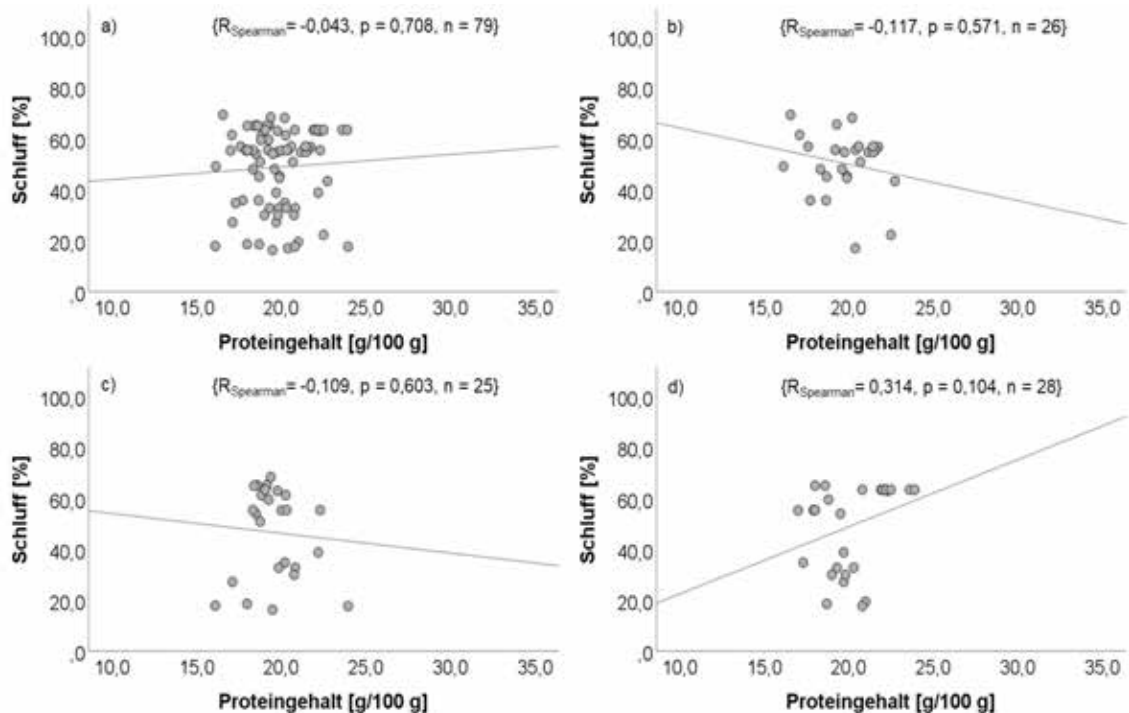 a) {R_Spearman= -0,043, p = 0,708, n = 79}
100,0
80,0
60,0
40,0
20,0
,0
Schluff [%]
10,0 15,0 20,0 25,0 30,0 35,0
Proteingehalt [g/100 g]
b) {R_Spearman= -0,117, p = 0,571, n = 26}
100,0
80,0
60,0
40,0
20,0
,0
Schluff [%]
10,0 15,0 20,0 25,0 30,0 35,0
Proteingehalt [g/100 g]
c) {R_Spearman= -0,109, p = 0,603, n = 25}
100,0
80,0
60,0
40,0
20,0
,0
Schluff [%]
10,0 15,0 20,0 25,0 30,0 35,0
Proteingehalt [g/100 g]
d) {R_Spearman= 0,314, p = 0,104, n = 28}
100,0
80,0
60,0
40,0
20,0
,0
Schluff [%]
10,0 15,0 20,0 25,0 30,0 35,0
Proteingehalt [g/100 g]